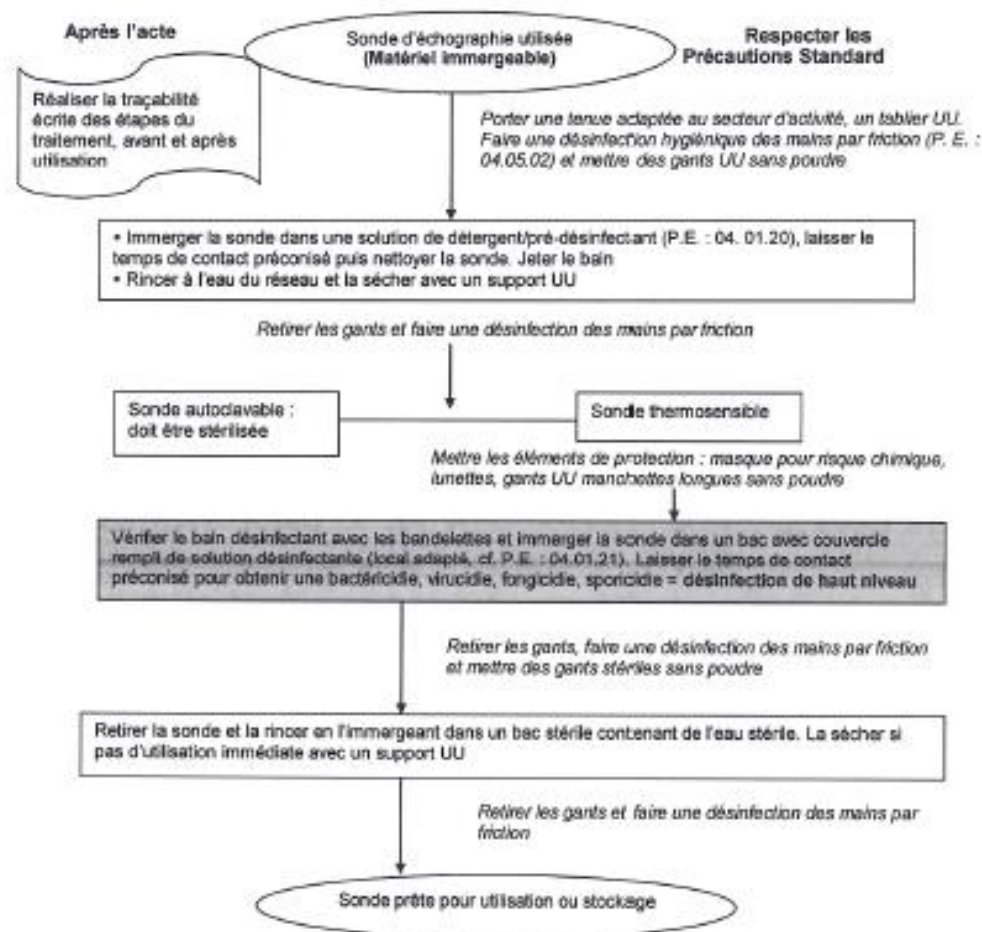 Après l'acte
Sonde d'échographie utilisée
(Matériel immergeable)
Respecter les
Précautions Standard
Réaliser la traçabilité
écrite des étapes du
traitement, avant et après
utilisation
Porter une tenue adaptée au secteur d'activité, un tablier UU.
Faire une désinfection hygiénique des mains par friction (P. E. :
04.05.02) et mettre des gants UU sans poudre
• Immerger la sonde dans une solution de détergent/pré-désinfectant (P.E. : 04. 01.20), laisser le
temps de contact préconisé puis nettoyer la sonde. Jeter le bain
• Rincer à l'eau du réseau et la sécher avec un support UU
Retirer les gants et faire une désinfection des mains par friction
Sonde autoclavable :
doit être stérilisée
Sonde thermosensible
Mettre les éléments de protection : masque pour risque chimique,
lunettes, gants UU manchettes longues sans poudre
Vérifier le bain désinfectant avec les bandelettes et immerger la sonde dans un bac avec couvercle
rempli de solution désinfectante (local adapté, cf. P.E. : 04.01.21). Laisser le temps de contact
préconisé pour obtenir une bactéricidie, virucidie, fongicidie, sporicidie = désinfection de haut niveau
Retirer les gants, faire une désinfection des mains par friction
et mettre des gants stériles sans poudre
Retirer la sonde et la rincer en l'immergeant dans un bac stérile contenant de l'eau stérile. La sécher si
pas d'utilisation immédiate avec un support UU
Retirer les gants et faire une désinfection des mains par
friction
Sonde prête pour utilisation ou stockage